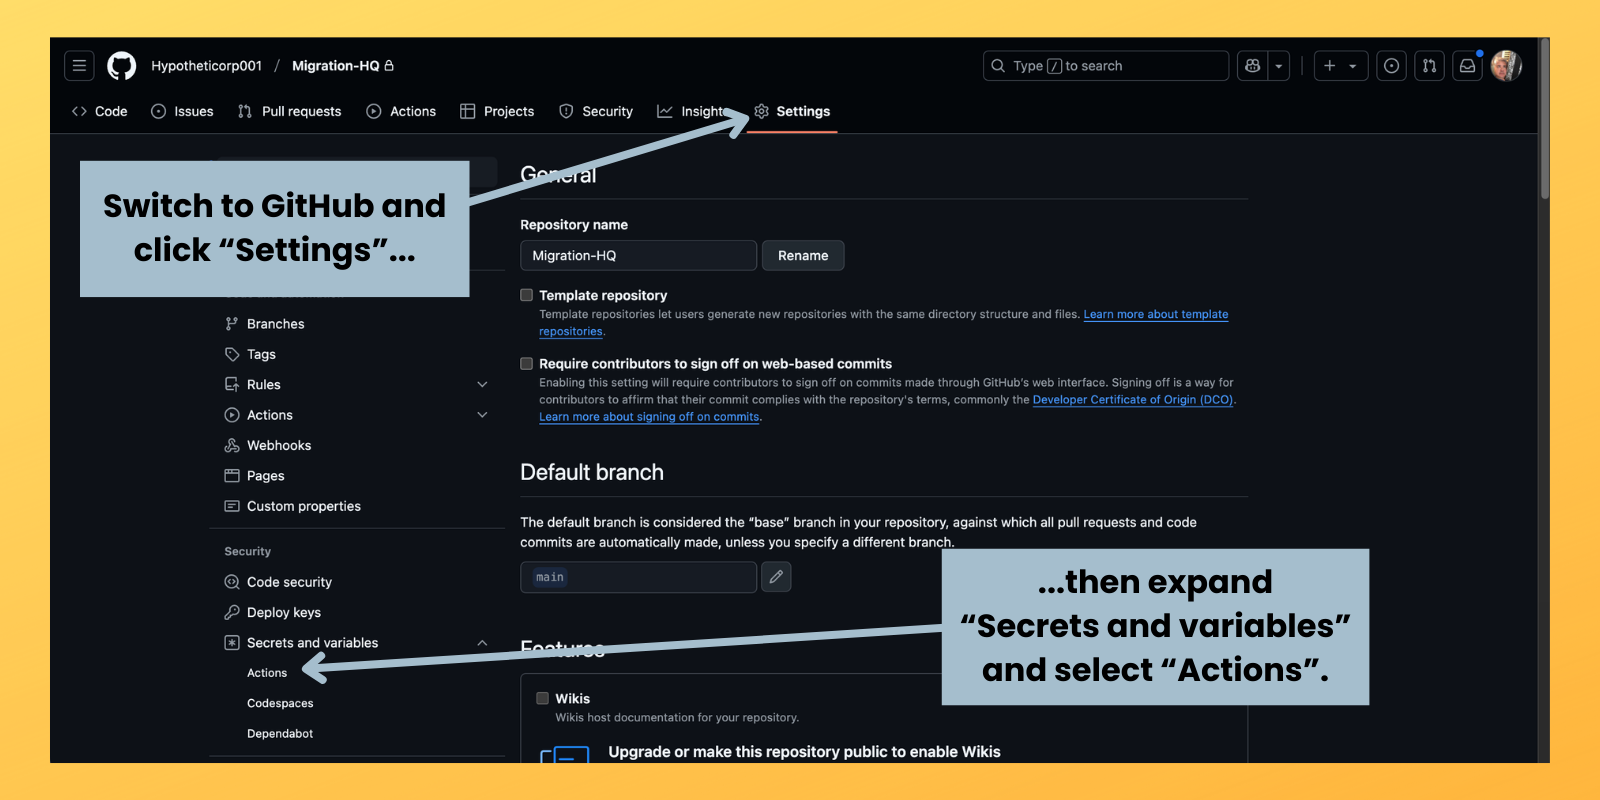 Hypotheticorp001 / Migration-HQ
Type / to search
Code Issues Pull requests Actions Projects Security Insights Settings
Switch to GitHub and
click “Settings”...
General
Repository name
Migration-HQ Rename
Template repository
Template repositories let users generate new repositories with the same directory structure and files. Learn more about template
repositories.
Require contributors to sign off on web-based commits
Enabling this setting will require contributors to sign off on commits made through GitHub's web interface. Signing off is a way for
contributors to affirm that their commit complies with the repository's terms, commonly the Developer Certificate of Origin (DCO).
Learn more about signing off on commits.
Branches
Tags
Rules
Actions
Webhooks
Pages
Custom properties
Security
Code security
Deploy keys
Secrets and variables
Actions
Codespaces
Dependabot
Default branch
The default branch is considered the “base” branch in your repository, against which all pull requests and code
commits are automatically made, unless you specify a different branch.
main
...then expand
“Secrets and variables”
and select “Actions”.
Features
Wikis
Wikis host documentation for your repository.
Upgrade or make this repository public to enable Wikis